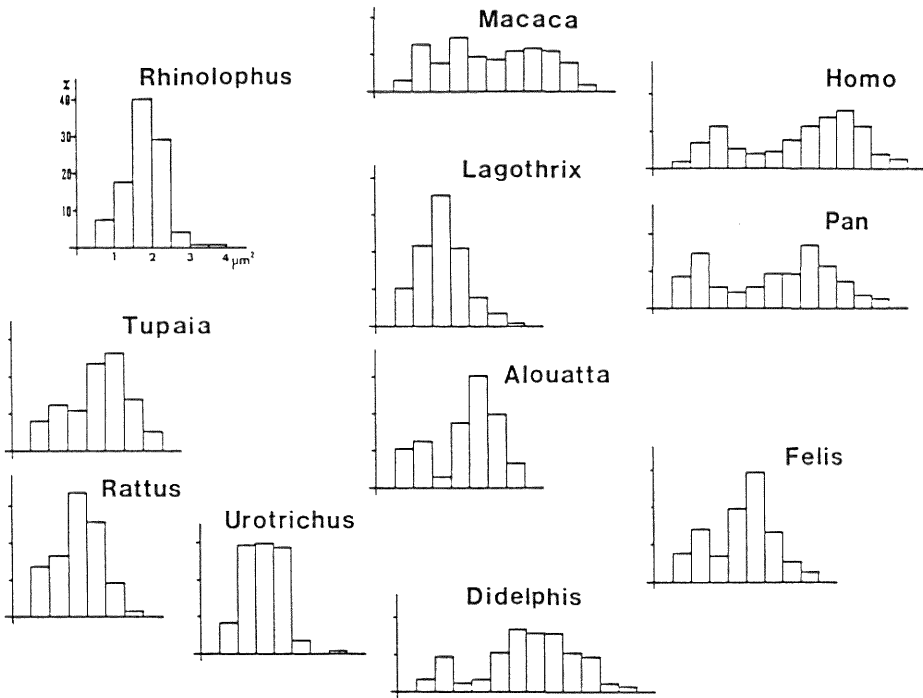 Macaca
Rhinolophus
Homo
%
40
30
20
10
1 2 3 4 μm²
Lagothrix
Pan
Tupaia
Alouatta
Felis
Rattus
Urotrichus
Didelphis